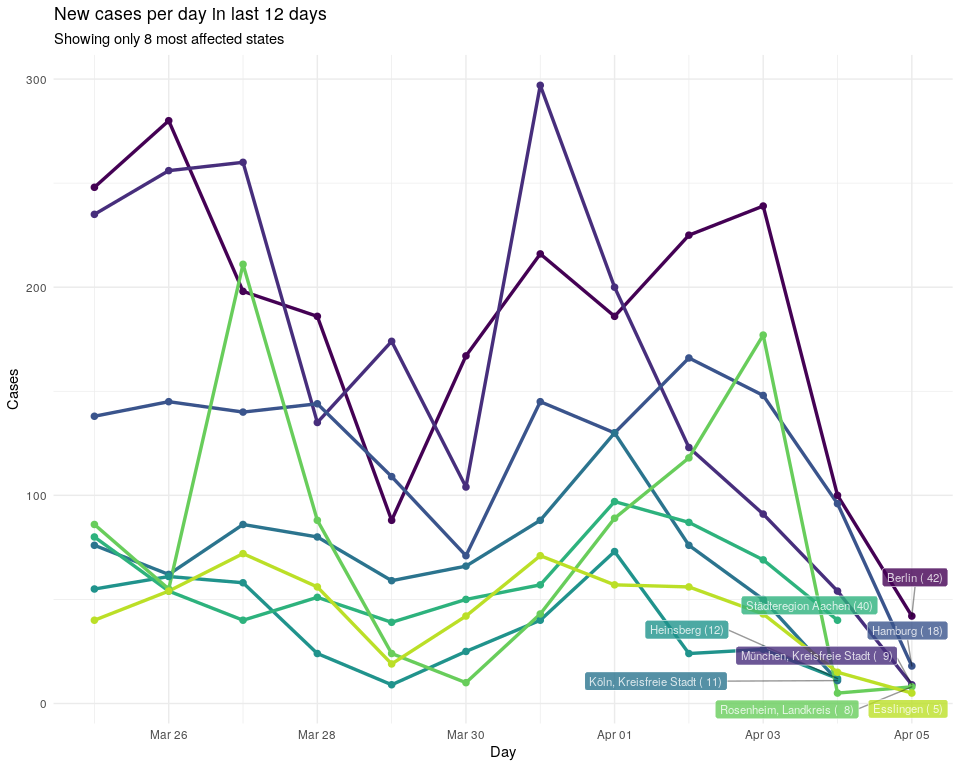 New cases per day in last 12 days
Showing only 8 most affected states
300
200
100
0
Cases
Berlin ( 42)
Städteregion Aachen (40)
Heinsberg (12)
Hamburg ( 18)
München, Kreisfreie Stadt (  9)
Köln, Kreisfreie Stadt ( 11)
Rosenheim, Landkreis (  8)
Esslingen ( 5)
Mar 26
Mar 28
Mar 30
Apr 01
Apr 03
Apr 05
Day